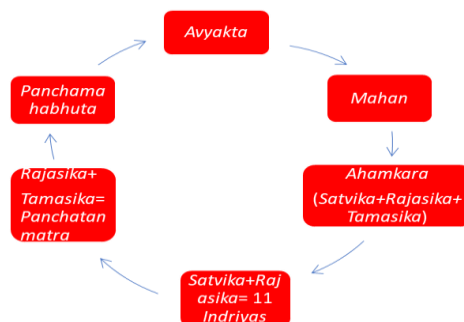 Avyakta
Mahan
Ahamkara
(Satvika+Rajasika+
Tamasika)
Satvika+Raj
asika= 11
Indriyas
Rajasika+
Tamasika=
Panchatan
matra
Panchama
habhuta